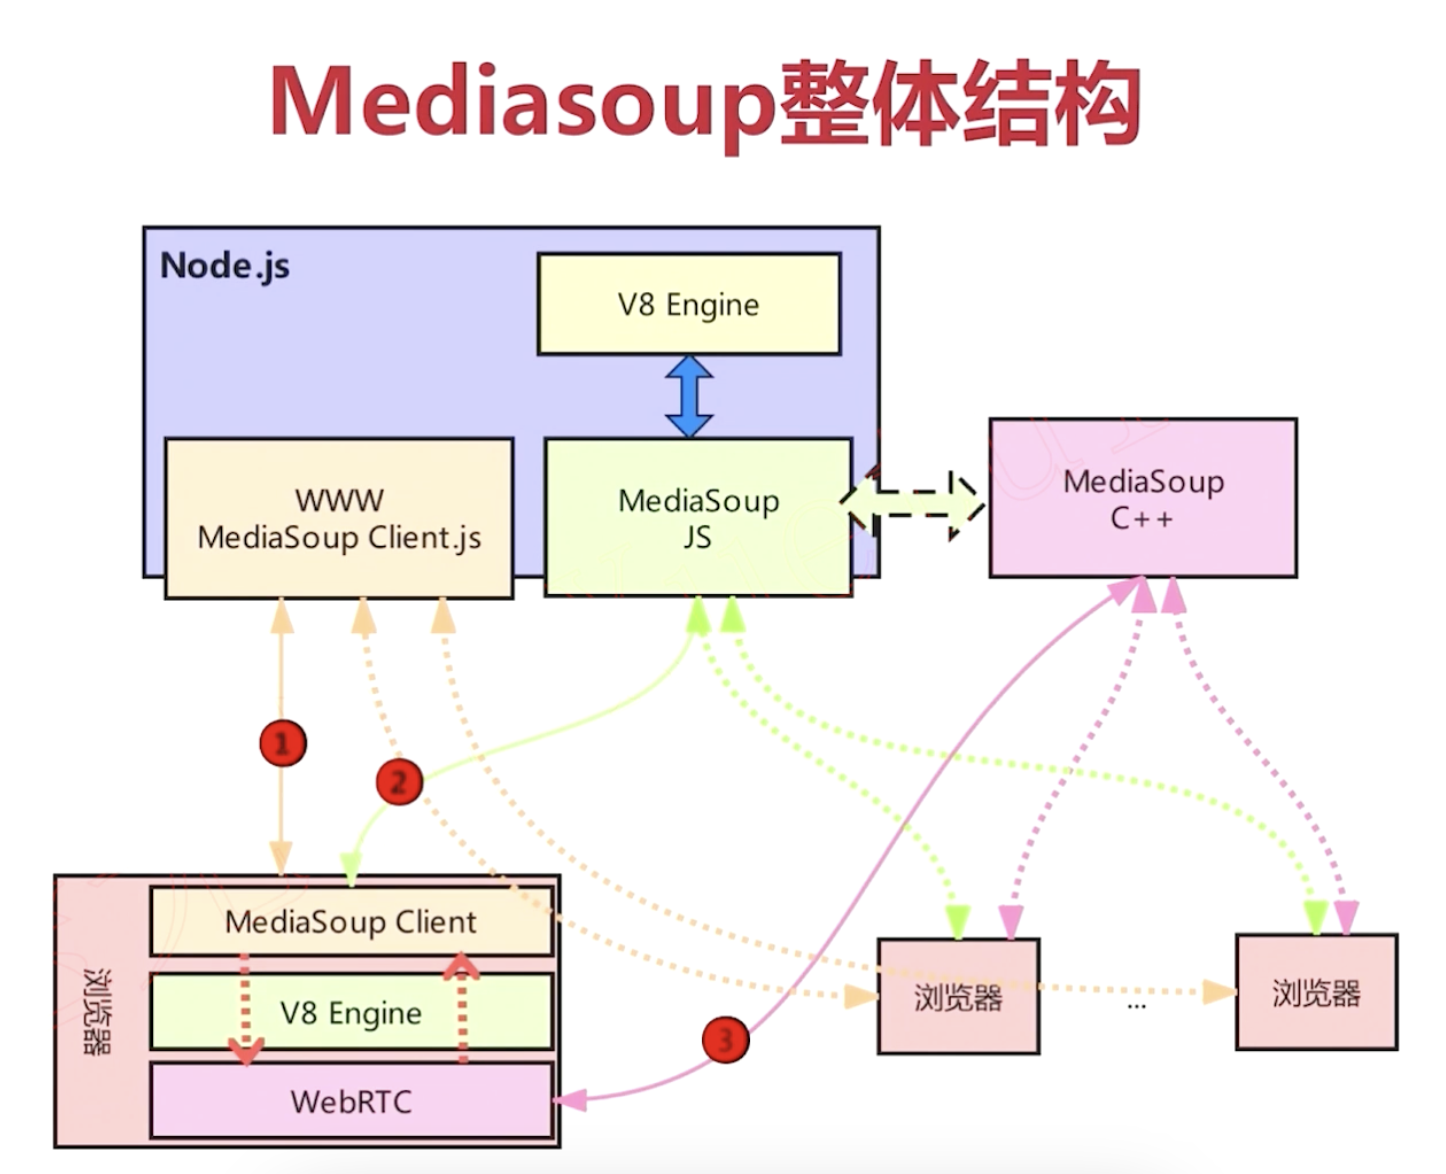 Mediasoup整体结构
Node.js
V8 Engine
WWW
MediaSoup Client.js
MediaSoup
JS
MediaSoup
C++
1
2
浏览器
MediaSoup Client
V8 Engine
WebRTC
3
浏览器
...
浏览器